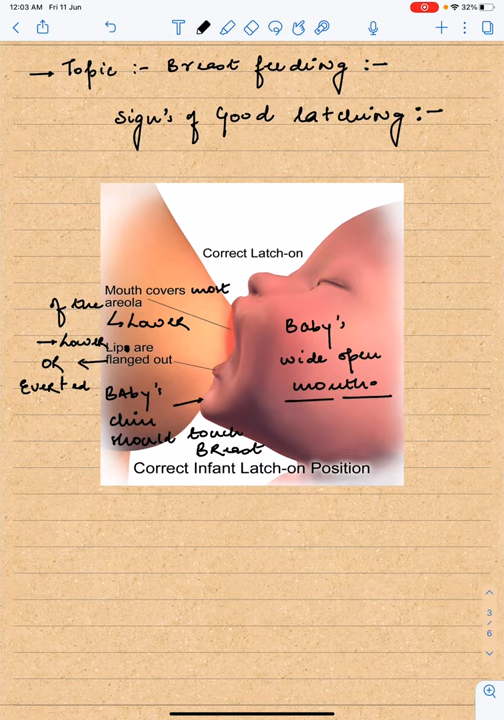 12:03 AM Fri 11 Jun
32%
→ Topic :- Breast feeding :-
Sign's of Good latching :-
Correct Latch-on
Mouth covers most
of the areola
↳ Lower
→ Lower Lips are
OR ← flanged out
Everted
Baby's
wide open
mouth.
BAby's
chin →
should touch
BReast
Correct Infant Latch-on Position
3
/
6